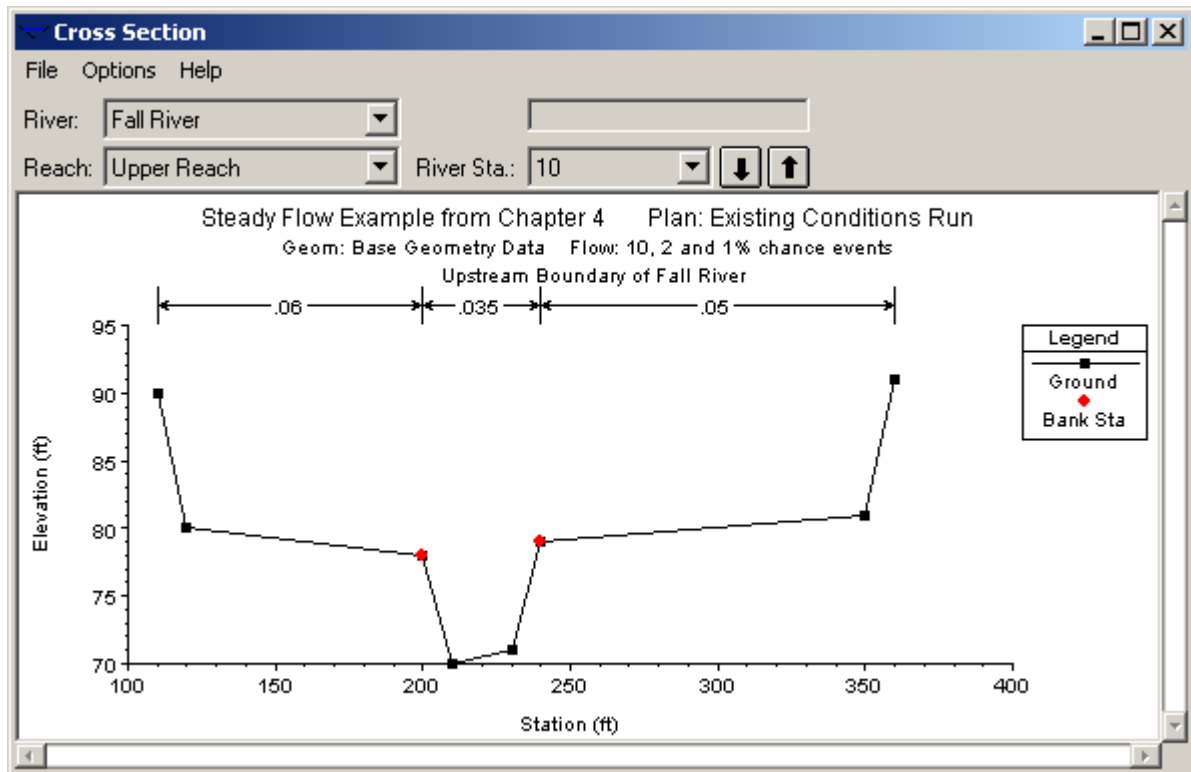 Cross Section
File Options Help
River: Fall River
Reach: Upper Reach River Sta.: 10
Steady Flow Example from Chapter 4 Plan: Existing Conditions Run
Geom: Base Geometry Data Flow: 10, 2 and 1% chance events
Upstream Boundary of Fall River
.06 .035 .05
95
90
85
80
75
70
100 150 200 250 300 350 400
Elevation (ft)
Station (ft)
Legend
Ground
Bank Sta